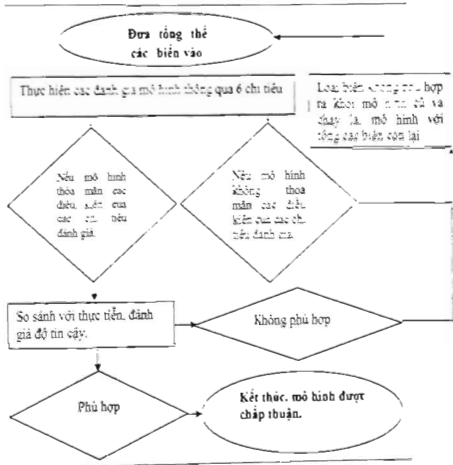 Đưa tổng thể
các biến vào
Thực hiện các đánh giá mô hình thông qua 6 chỉ tiêu
Loại biến không phù hợp
ra khỏi mô hình cũ và
chạy lại mô hình với
tổng các biến còn lại
Nếu mô hình
thỏa mãn các
điều kiện của
các chỉ tiêu
đánh giá.
Nếu mô hình
không thoả
mãn các điều
kiện của các chỉ
tiêu đánh giá.
So sánh với thực tiễn, đánh
giá độ tin cậy.
Không phù hợp
Phù hợp
Kết thúc, mô hình được
chấp thuận.